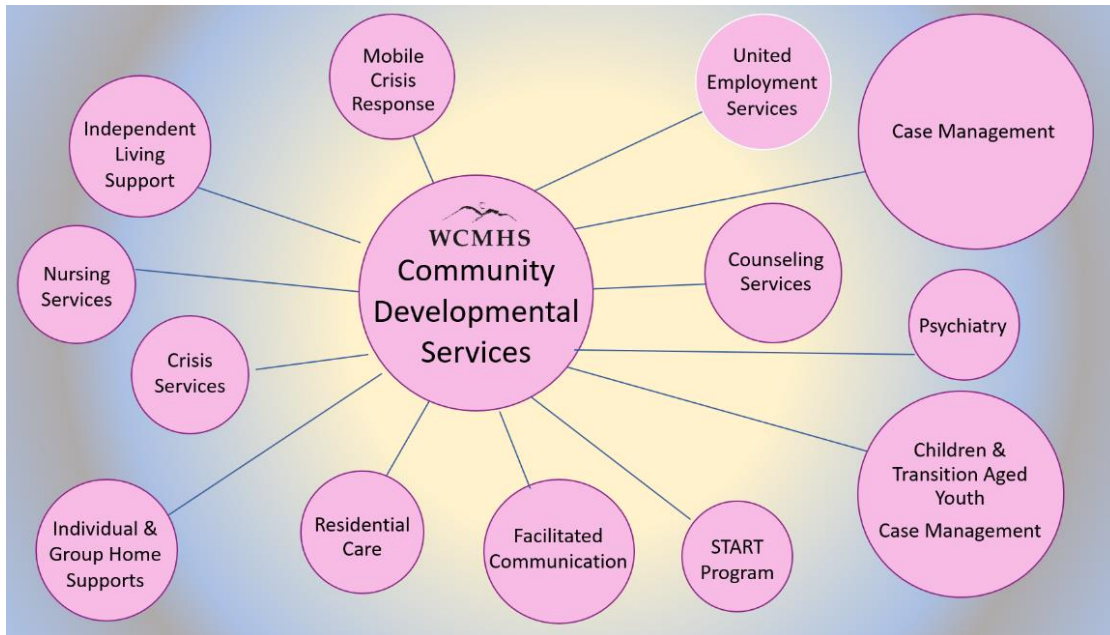 Mobile
Crisis
Response
United
Employment
Services
Case Management
Independent
Living
Support
WCMHS
Community
Developmental
Services
Counseling
Services
Nursing
Services
Psychiatry
Crisis
Services
Children &
Transition Aged
Youth
Case Management
Individual &
Group Home
Supports
Residential
Care
Facilitated
Communication
START
Program